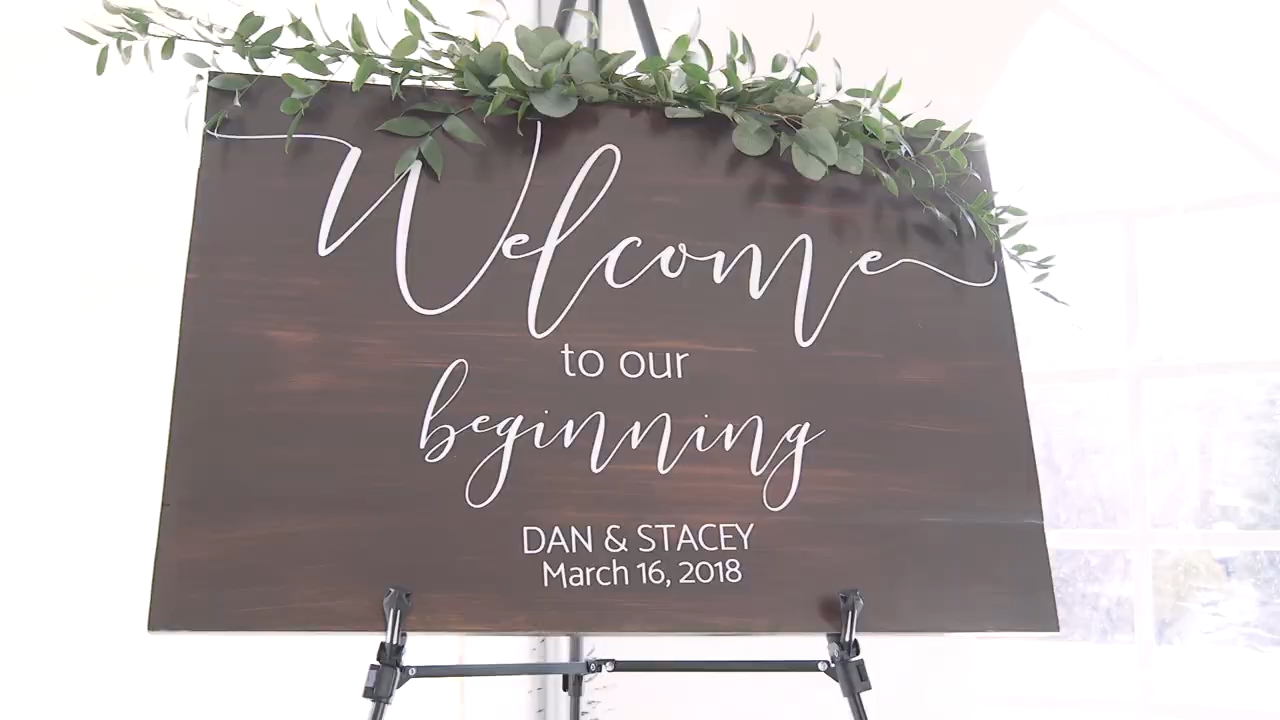 Welcome
to our
beginning
DAN & STACEY
March 16, 2018